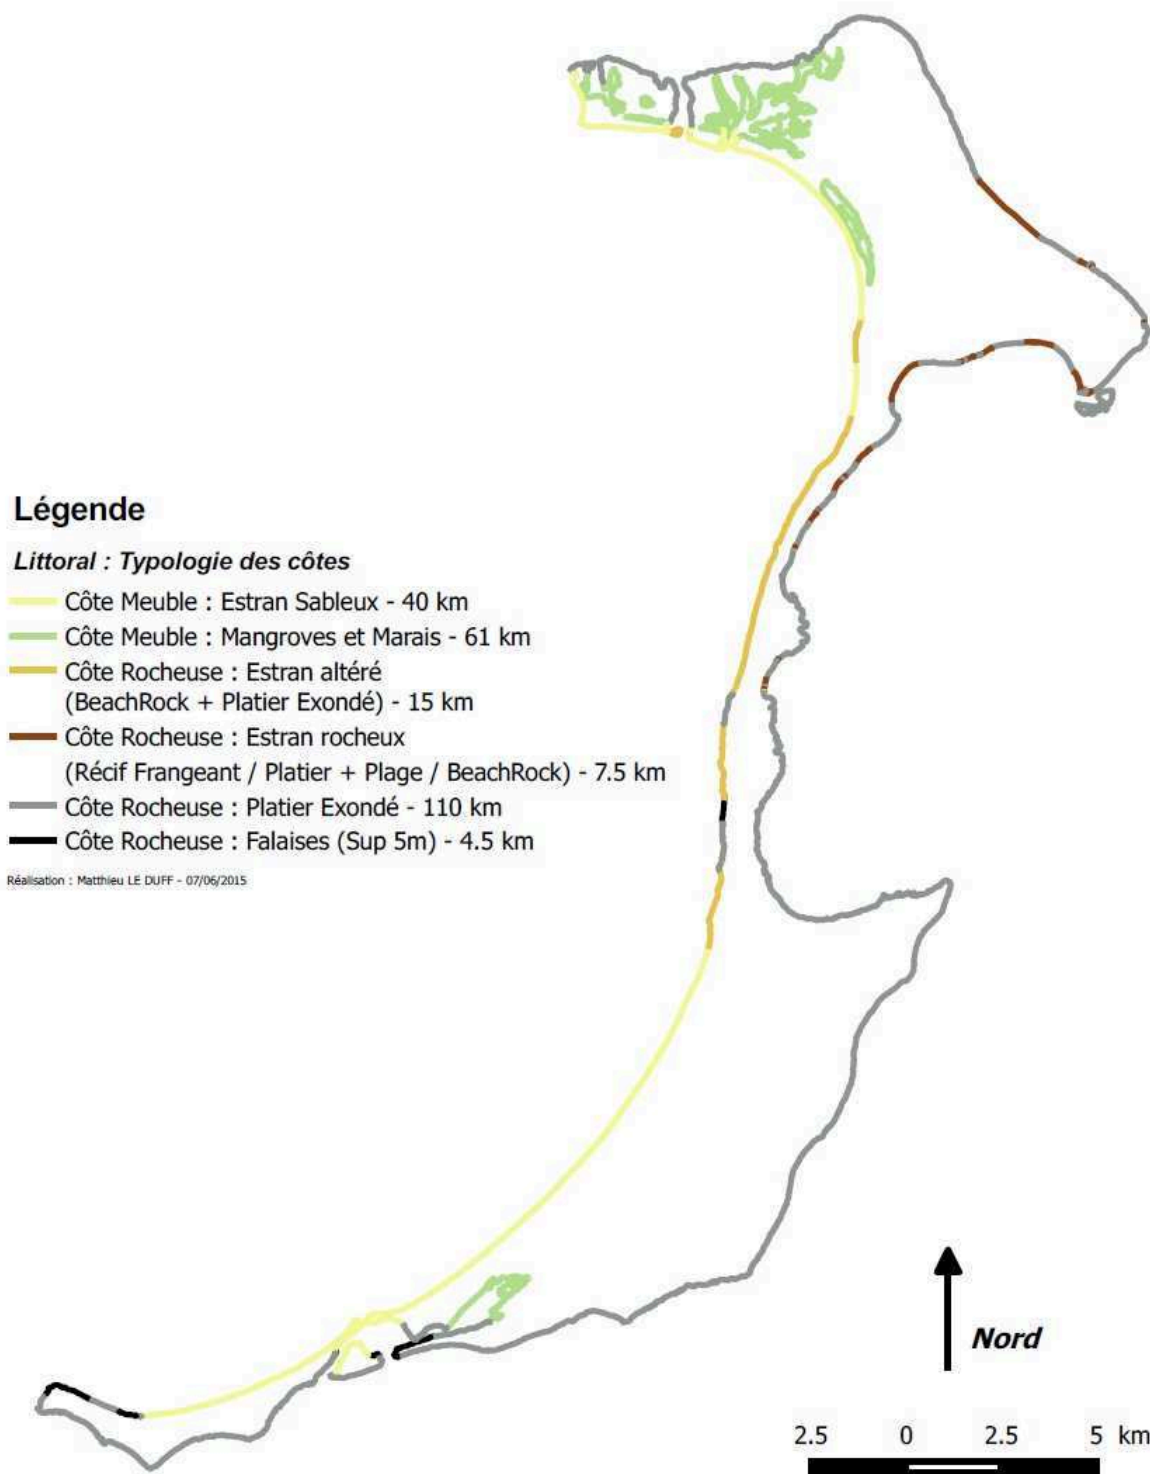 Légende
Littoral : Typologie des côtes
Côte Meuble : Estran Sableux - 40 km
Côte Meuble : Mangroves et Marais - 61 km
Côte Rocheuse : Estran altéré
(BeachRock + Platier Exondé) - 15 km
Côte Rocheuse : Estran rocheux
(Récif Frangeant / Platier + Plage / BeachRock) - 7.5 km
Côte Rocheuse : Platier Exondé - 110 km
Côte Rocheuse : Falaises (Sup 5m) - 4.5 km
Réalisation : Matthieu LE DUFF - 07/06/2015
Nord
2.5 0 2.5 5 km